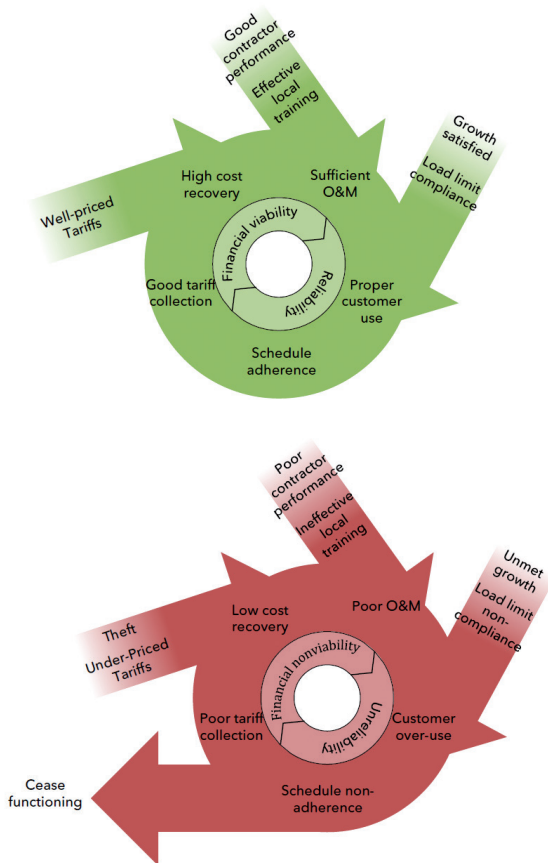 Good
contractor
performance
Effective
local
training
Growth
satisfied
Load limit
compliance
Well-priced
Tariffs
High cost
recovery
Sufficient
O&M
Financial viability
Reliability
Good tariff
collection
Proper
customer
use
Schedule
adherence
Poor
contractor
performance
Ineffective
local
training
Unmet
growth
Load limit
non-
compliance
Theft
Under-Priced
Tariffs
Low cost
recovery
Poor O&M
Financial nonviability
Unreliability
Poor tariff
collection
Customer
over-use
Schedule non-
adherence
Cease
functioning